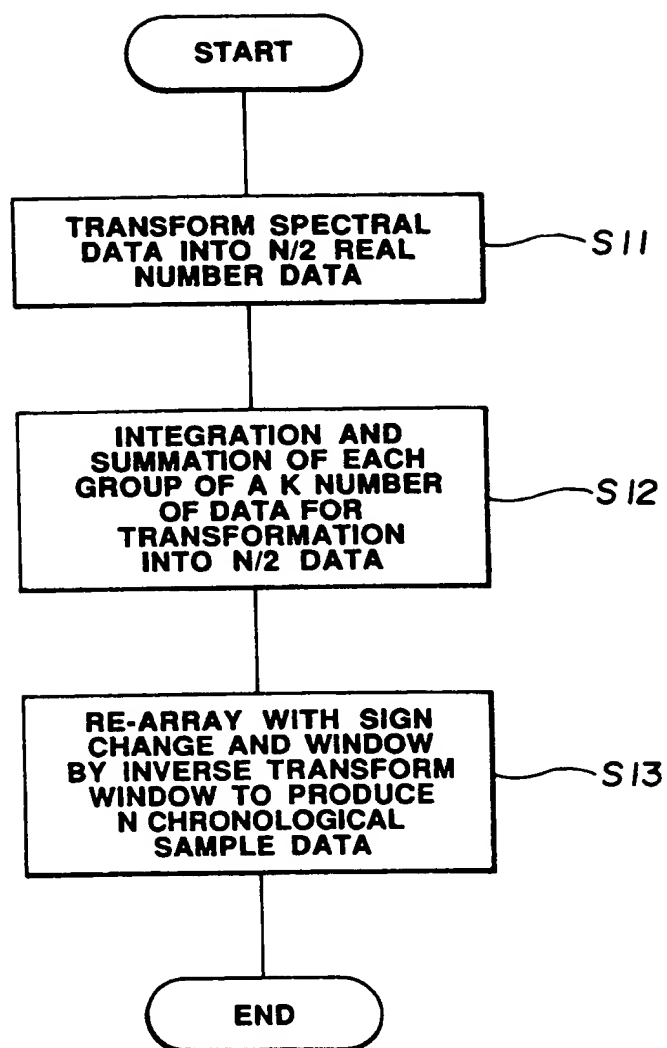 START
TRANSFORM SPECTRAL
DATA INTO N/2 REAL
NUMBER DATA
S11
INTEGRATION AND
SUMMATION OF EACH
GROUP OF A K NUMBER
OF DATA FOR
TRANSFORMATION
INTO N/2 DATA
S12
RE-ARRAY WITH SIGN
CHANGE AND WINDOW
BY INVERSE TRANSFORM
WINDOW TO PRODUCE
N CHRONOLOGICAL
SAMPLE DATA
S13
END